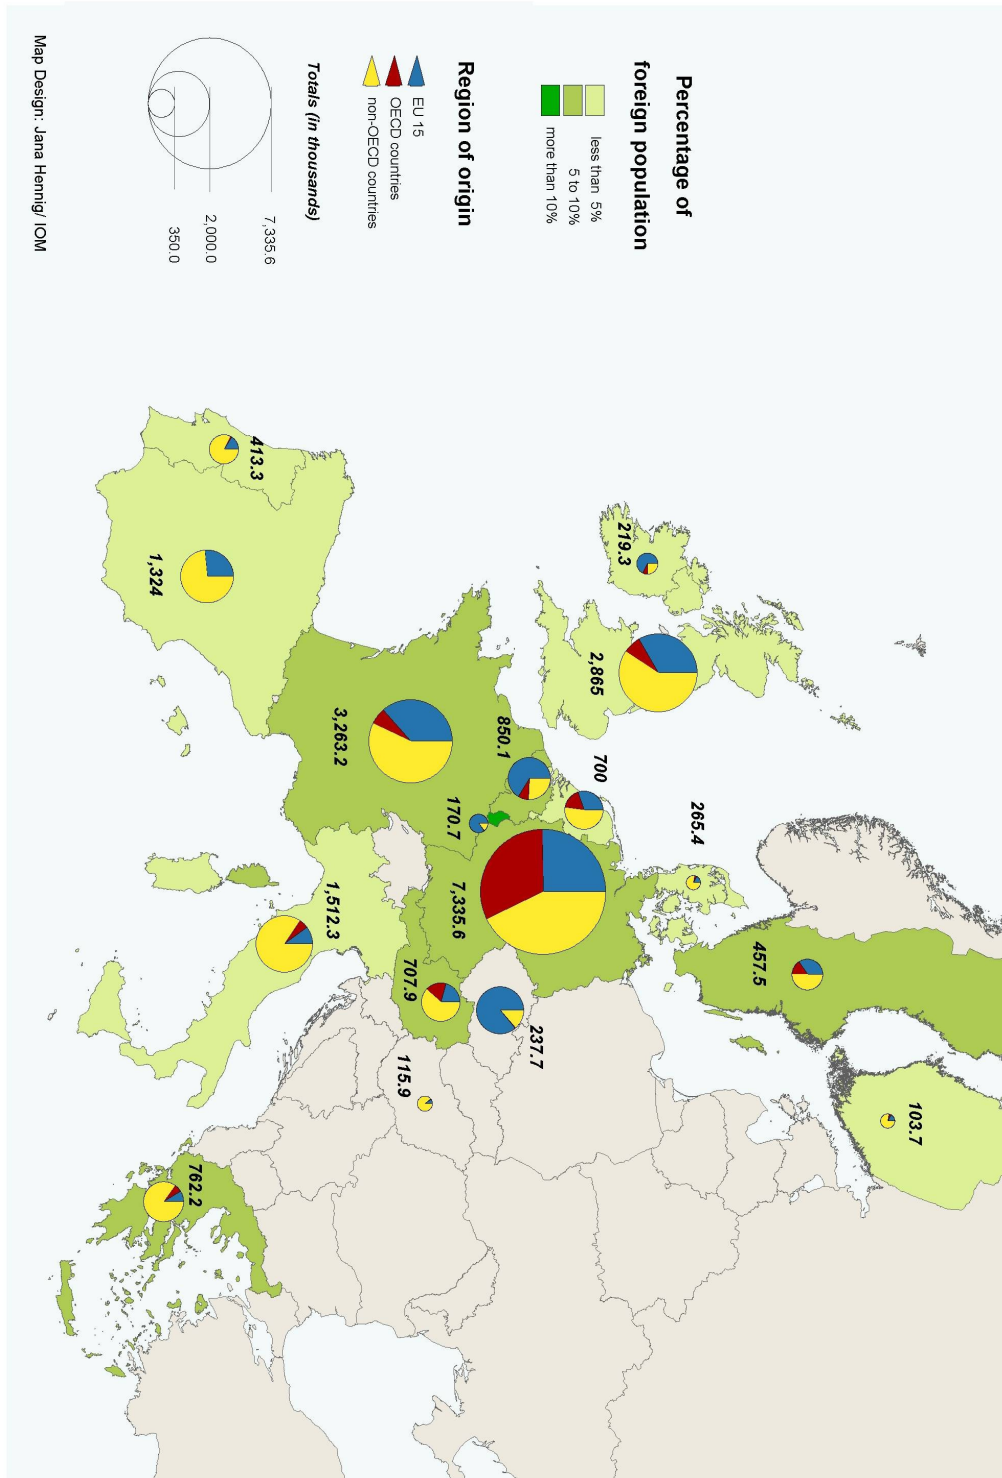 Percentage of
foreign population
less than 5%
5 to 10%
more than 10%
Region of origin
EU 15
OECD countries
non-OECD countries
Totals (in thousands)
7,335.6
2,000.0
350.0
Map Design: Jana Hennig/ IOM
103.7
457.5
265.4
219.3
2,865
700
850.1
237.7
170.7
7,335.6
115.9
707.9
3,263.2
1,512.3
413.3
762.2
1,324